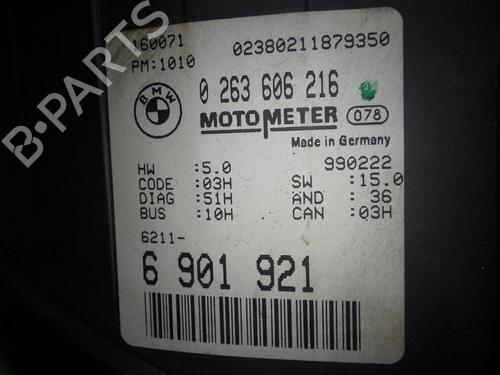 160071 02380211879350
PM:1010
BMW
0 263 606 216
MOTOMETER 078
Made in Germany
990222
HW :5.0 SW :15.0
CODE :03H AND : 36
DIAG :51H CAN :03H
BUS :10H
6211-
6 901 921
B-PARTS